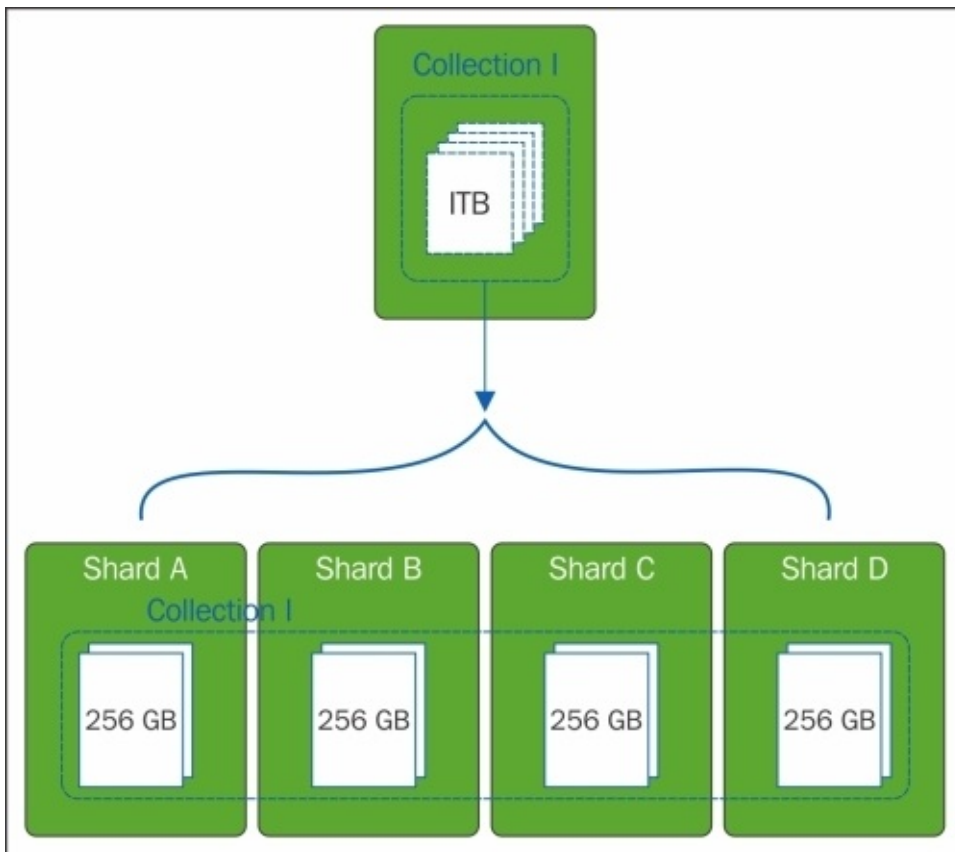 Collection I
ITB
Shard A
Shard B
Shard C
Shard D
Collection I
256 GB
256 GB
256 GB
256 GB